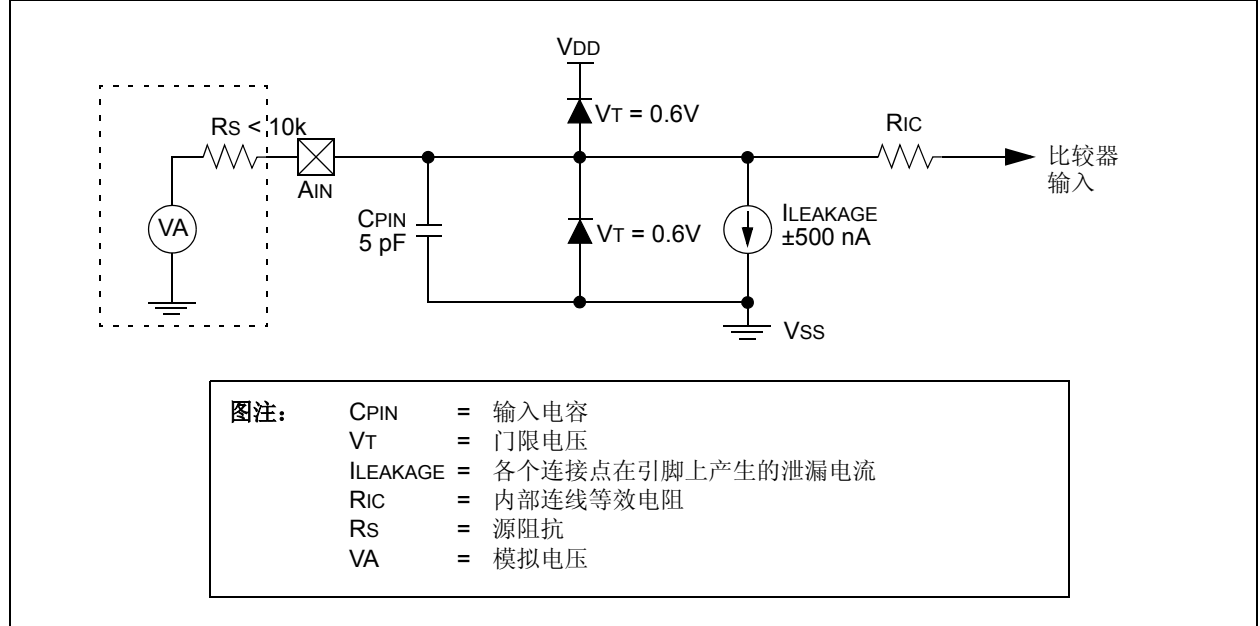 VDD
VT = 0.6V
RS < 10k
RIC
比较器
输入
AIN
VA
CPIN
5 pF
VT = 0.6V
ILEAKAGE
±500 nA
VSS
图注： CPIN = 输入电容
VT = 门限电压
ILEAKAGE = 各个连接点在引脚上产生的泄漏电流
RIC = 内部连线等效电阻
RS = 源阻抗
VA = 模拟电压